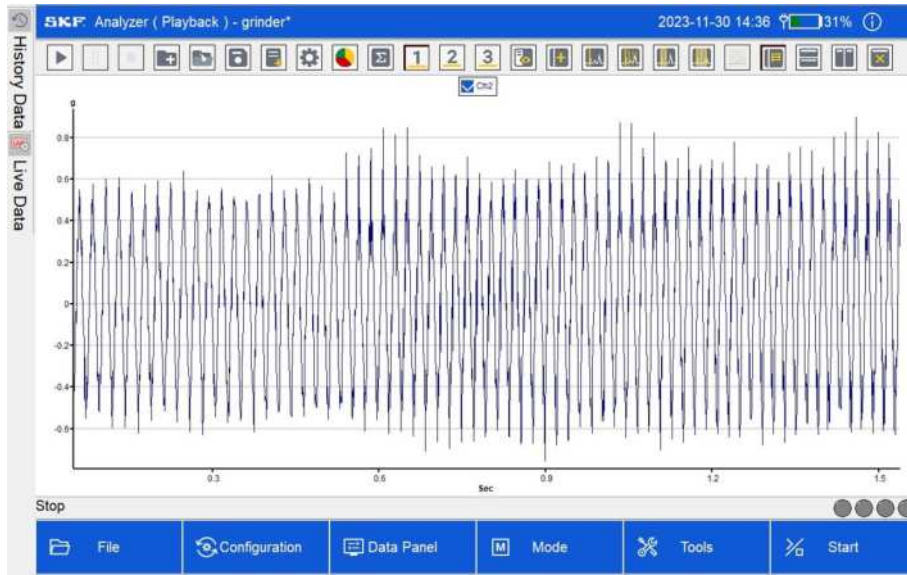 SKF Analyzer ( Playback ) - grinder*
2023-11-30 14:36
31%
History Data
Live Data
1
2
3
Σ
Ch2
g
0.8
0.6
0.4
0.2
0
-0.2
-0.4
-0.6
0.3
0.6
0.9
1.2
1.5
Sec
Stop
File
Configuration
Data Panel
M
Mode
Tools
Start